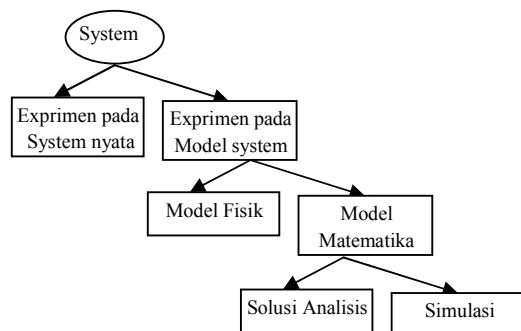 System
Exprimen pada
System nyata
Exprimen pada
Model system
Model Fisik
Model
Matematika
Solusi Analisis
Simulasi